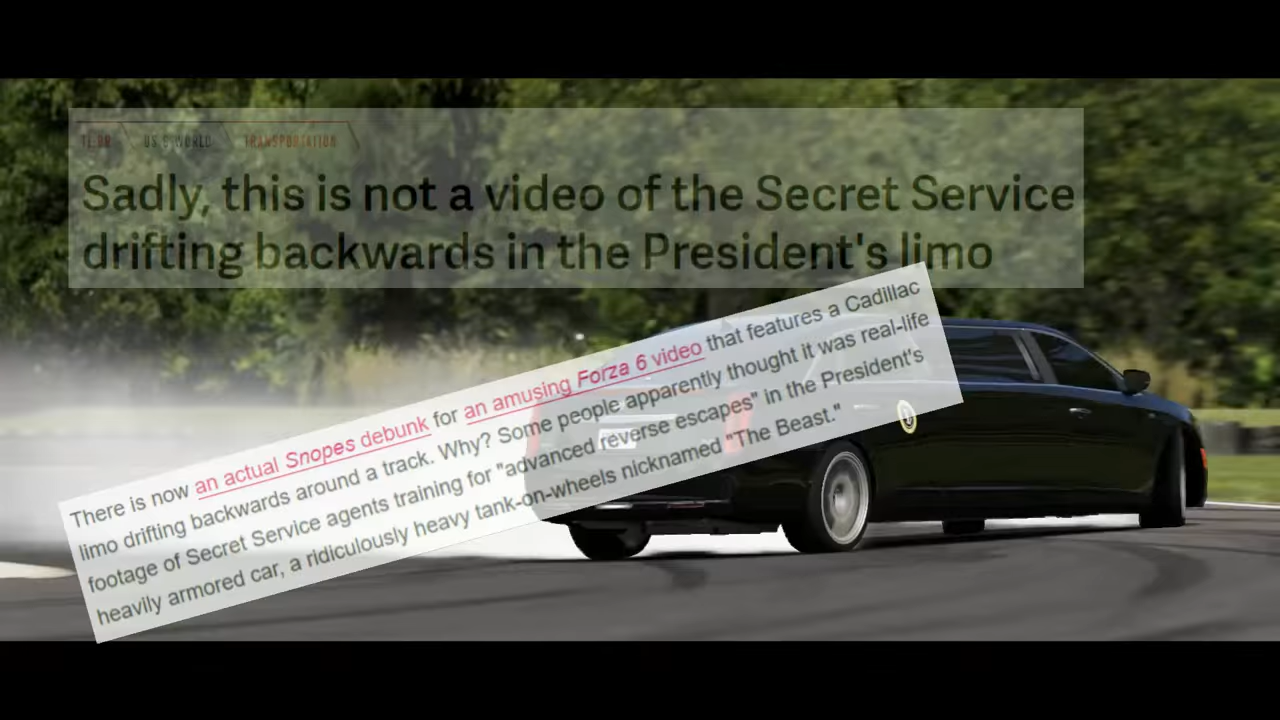 TL;DR US & WORLD TRANSPORTATION
Sadly, this is not a video of the Secret Service
drifting backwards in the President's limo
There is now an actual Snopes debunk for an amusing Forza 6 video that features a Cadillac
limo drifting backwards around a track. Why? Some people apparently thought it was real-life
footage of Secret Service agents training for "advanced reverse escapes" in the President's
heavily armored car, a ridiculously heavy tank-on-wheels nicknamed "The Beast."